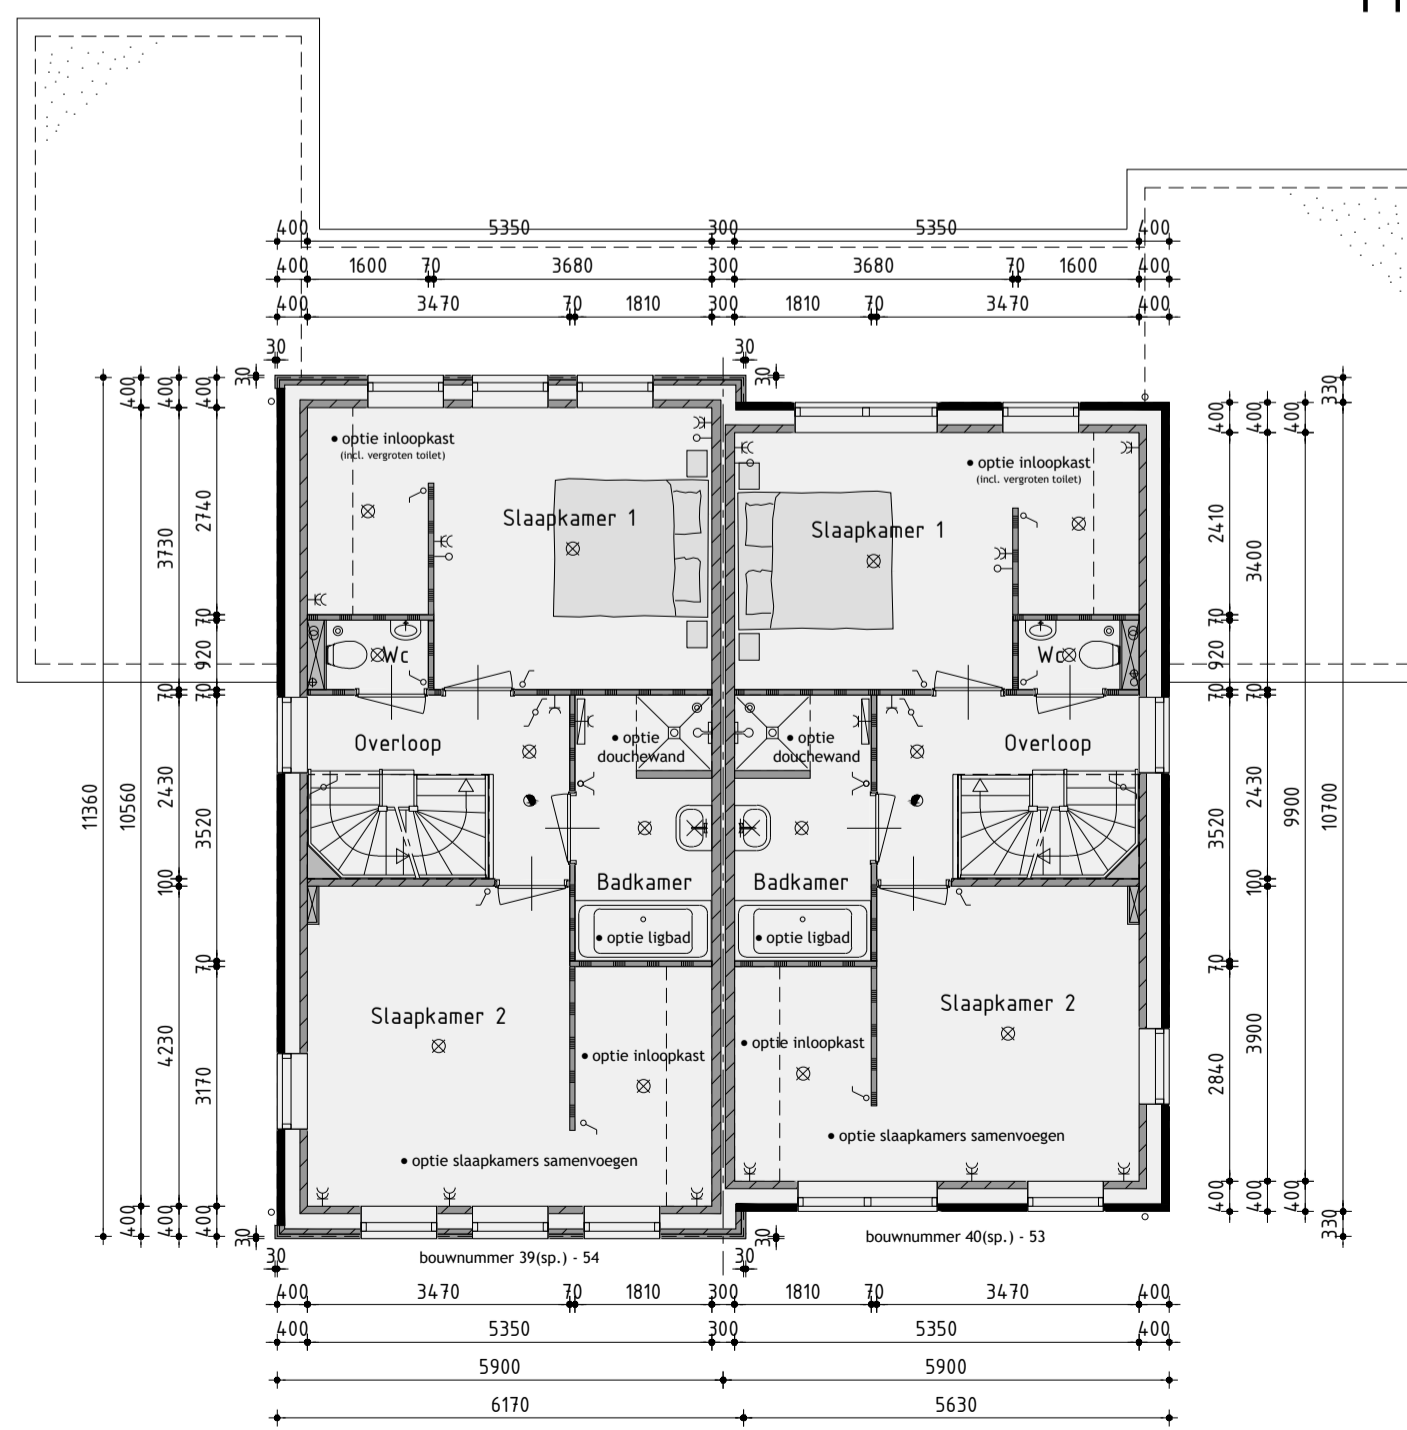 400 5350 300 5350 400
400 1600 70 3680 300 3680 70 1600 400
400 3470 70 1810 300 1810 70 3470 400
30 30
30 30
400 400 400
330
400 400 400
• optie inloopkast
(incl. vergroten toilet)
• optie inloopkast
(incl. vergroten toilet)
Slaapkamer 1
Slaapkamer 1
3730 2740
2410 3400
70 920 70 70
70 920 70 70
Wc
Wc
Overloop
• optie
douchewand
• optie
douchewand
Overloop
11360 10560 2430 3520
3520 2430 9900 10700
100
100
Badkamer
Badkamer
• optie ligbad
• optie ligbad
70
70
Slaapkamer 2
Slaapkamer 2
• optie inloopkast
• optie inloopkast
4230 3170
2840 3900
• optie slaapkamers samenvoegen
• optie slaapkamers samenvoegen
400 400 400
400 400 400
330
30 30
30 30
bouwnummer 39(sp.) - 54
bouwnummer 40(sp.) - 53
400 3470 70 1810 300 1810 70 3470 400
400 5350 300 5350 400
5900 5900
6170 5630